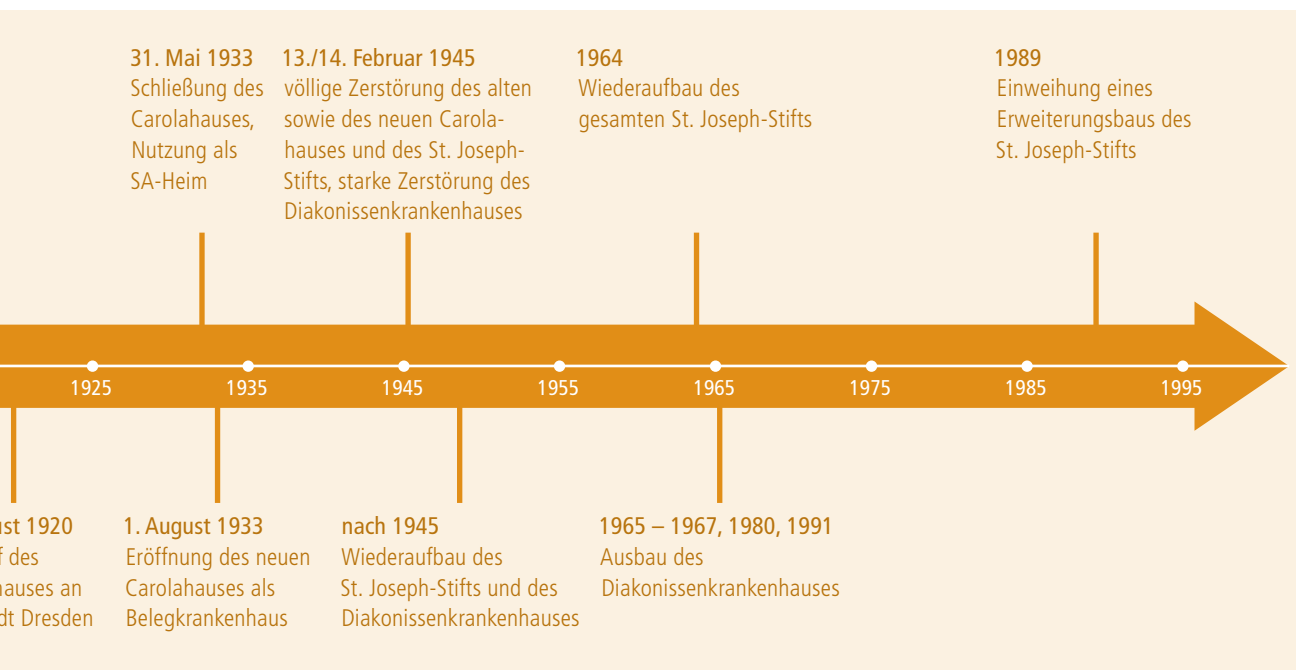 31. Mai 1933
Schließung des
Carolahauses,
Nutzung als
SA-Heim
13./14. Februar 1945
völlige Zerstörung des alten
sowie des neuen Carola-
hauses und des St. Joseph-
Stifts, starke Zerstörung des
Diakonissenkrankenhauses
1964
Wiederaufbau des
gesamten St. Joseph-Stifts
1989
Einweihung eines
Erweiterungsbaus des
St. Joseph-Stifts
1925 1935 1945 1955 1965 1975 1985 1995
1920
des
an
Dresden
1. August 1933
Eröffnung des neuen
Carolahauses als
Belegkrankenhaus
nach 1945
Wiederaufbau des
St. Joseph-Stifts und des
Diakonissenkrankenhauses
1965 – 1967, 1980, 1991
Ausbau des
Diakonissenkrankenhauses